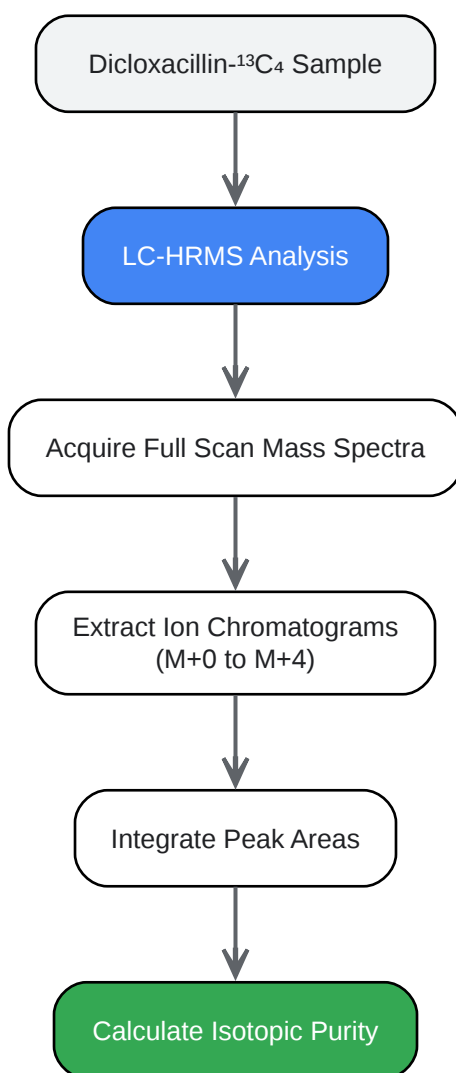 Dicloxacillin-¹³C₄ Sample
LC-HRMS Analysis
Acquire Full Scan Mass Spectra
Extract Ion Chromatograms
(M+0 to M+4)
Integrate Peak Areas
Calculate Isotopic Purity